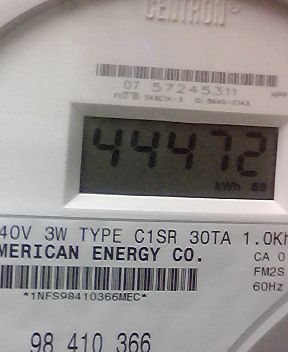 CENTRON®
07 57245311
44472
kWh
40V 3W TYPE C1SR 30TA 1.0Kh
MERICAN ENERGY CO.
CA 0
FM2S
*1NFS98410366MEC*
60Hz
98 410 366